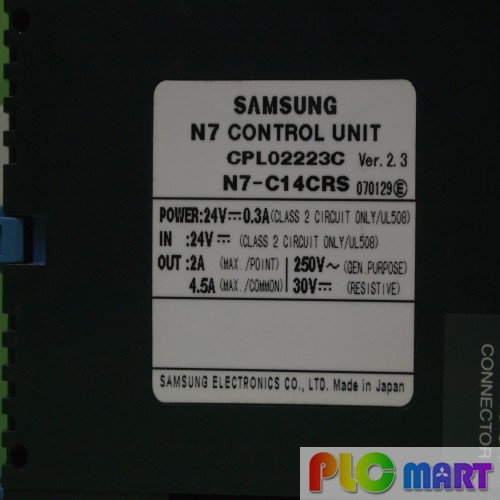 SAMSUNG
N7 CONTROL UNIT
CPL02223C Ver. 2.3
N7-C14CRS 070129Ⓔ
POWER:24V⎓0.3A(CLASS 2 CIRCUIT ONLY/UL508)
IN :24V⎓ (CLASS 2 CIRCUIT ONLY/UL508)
OUT :2A (MAX./POINT) 250V～(GEN.PURPOSE)
4.5A(MAX./COMMON) 30V⎓ (RESISTIVE)
SAMSUNG ELECTRONICS CO., LTD. Made in Japan
CONNECTOR
PLC MART